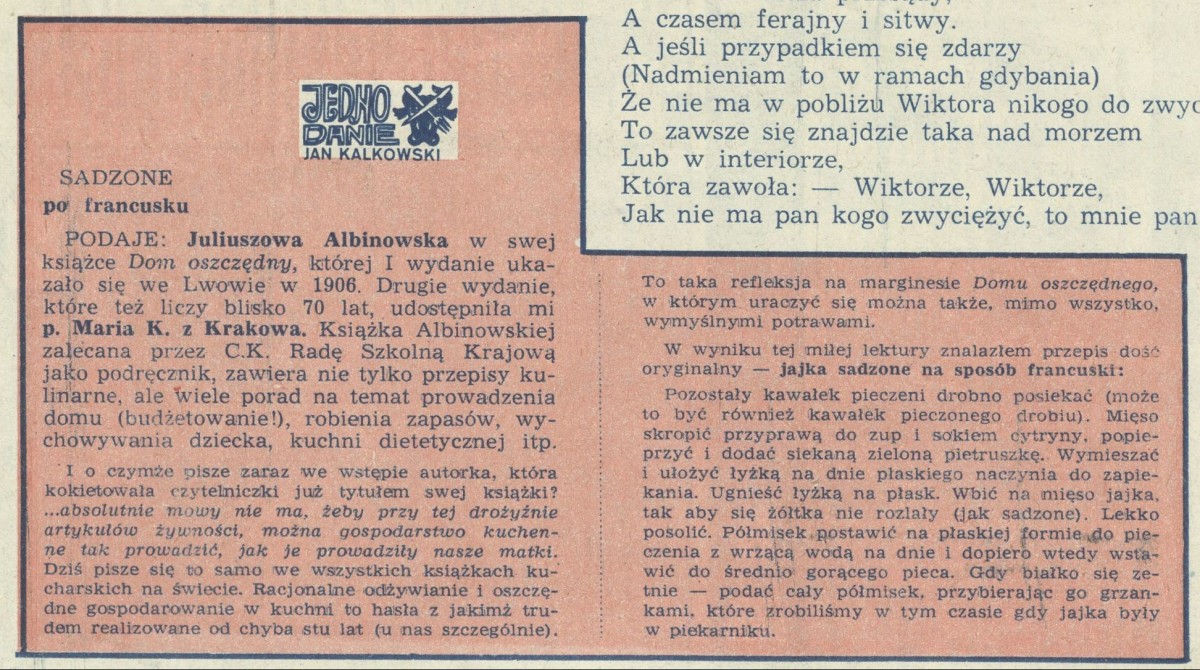 A czasem ferajny i sitwy.
A jeśli przypadkiem się zdarzy
(Nadmieniam to w ramach gdybania)
Że nie ma w pobliżu Wiktora nikogo do
To zawsze się znajdzie taka nad morzem
Lub w interiorze,
Która zawoła: — Wiktorze, Wiktorze,
Jak nie ma pan kogo zwyciężyć, to mnie pan
JEDNO
DANIE
JAN KALKOWSKI
SADZONE
po francusku
PODAJE: Juliuszowa Albinowska w swej
książce Dom oszczędny, której I wydanie uka-
zało się we Lwowie w 1906. Drugie wydanie,
które też liczy blisko 70 lat, udostępniła mi
p. Maria K. z Krakowa. Książka Albinowskiej
zalecana przez C.K. Radę Szkolną Krajową
jako podręcznik, zawiera nie tylko przepisy ku-
linarne, ale wiele porad na temat prowadzenia
domu (budżetowanie!), robienia zapasów, wy-
chowywania dziecka, kuchni dietetycznej itp.
I o czymże pisze zaraz we wstępie autorka, która
kokietowała czytelniczki już tytułem swej książki?
...absolutnie mowy nie ma, żeby przy tej drożyźnie
artykułów żywności, można gospodarstwo kuchen-
ne tak prowadzić, jak je prowadziły nasze matki.
Dziś pisze się to samo we wszystkich książkach ku-
charskich na świecie. Racjonalne odżywianie i oszczę-
dne gospodarowanie w kuchni to hasła z jakimż tru-
dem realizowane od chyba stu lat (u nas szczególnie).
To taka refleksja na marginesie Domu oszczędnego,
w którym uraczyć się można także, mimo wszystko,
wymyślnymi potrawami.
W wyniku tej miłej lektury znalazłem przepis dość
oryginalny — jajka sadzone na sposób francuski:
Pozostały kawałek pieczeni drobno posiekać (może
to być również kawałek pieczonego drobiu). Mięso
skropić przyprawą do zup i sokiem cytryny, popie-
przyć i dodać siekaną zieloną pietruszkę. Wymieszać
i ułożyć łyżką na dnie płaskiego naczynia do zapie-
kania. Ugnieść łyżką na płask. Wbić na mięso jajka,
tak aby się żółtka nie rozlały (jak sadzone). Lekko
posolić. Półmisek postawić na płaskiej formie do pie-
czenia z wrzącą wodą na dnie i dopiero wtedy wsta-
wić do średnio gorącego pieca. Gdy białko się ze-
tnie — podać cały półmisek, przybierając go grzan-
kami, które zrobiliśmy w tym czasie gdy jajka były
w piekarniku.